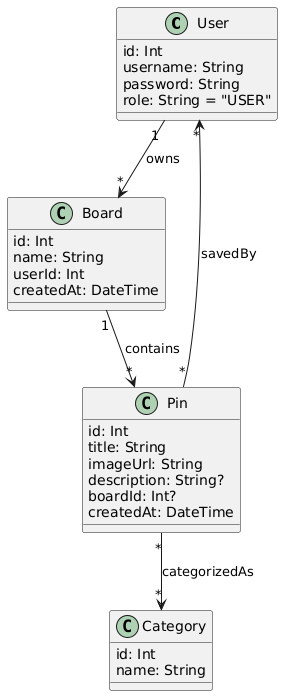 C User
id: Int
username: String
password: String
role: String = "USER"
1
owns
*
*
savedBy
C Board
id: Int
name: String
userId: Int
createdAt: DateTime
1
contains
*
*
C Pin
id: Int
title: String
imageUrl: String
description: String?
boardId: Int?
createdAt: DateTime
*
categorizedAs
*
C Category
id: Int
name: String